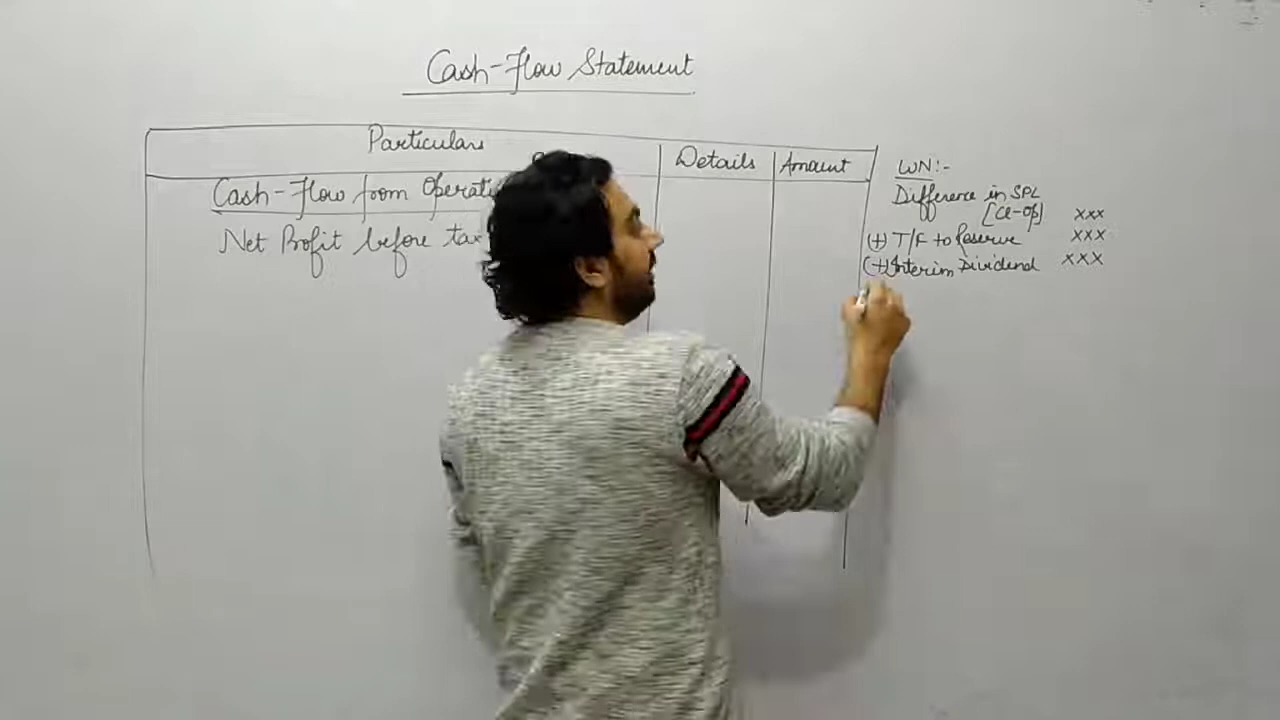 Cash-Flow Statement
Particulars Details Amount
Cash-Flow from Operati
Net Profit before tax
WN:-
Difference in SPL
[Cl-Op] xxx
(+) T/F to Reserve xxx
(+) Interim Dividend xxx